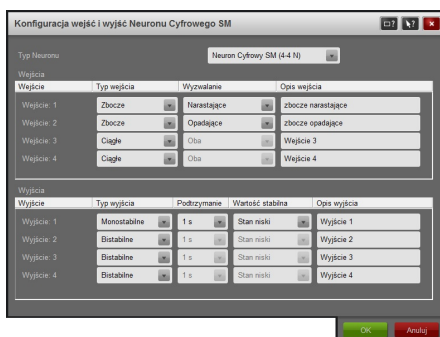 Konfiguracja wejść i wyjść Neuronu Cyfrowego SM
Typ Neuronu Neuron Cyfrowy SM (4-4 N)
Wejścia
Wejście Typ wejścia Wyzwalanie Opis wejścia
Wejście: 1 Zbocze Narastające zbocze narastające
Wejście: 2 Zbocze Opadające zbocze opadające
Wejście: 3 Ciągłe Oba Wejście 3
Wejście: 4 Ciągłe Oba Wejście 4
Wyjścia
Wyjście Typ wyjścia Podtrzymanie Wartość stabilna Opis wyjścia
Wyjście: 1 Monostabilne 1 s Stan niski Wyjście 1
Wyjście: 2 Bistabilne 1 s Stan niski Wyjście 2
Wyjście: 3 Bistabilne 1 s Stan niski Wyjście 3
Wyjście: 4 Bistabilne 1 s Stan niski Wyjście 4
OK Anuluj